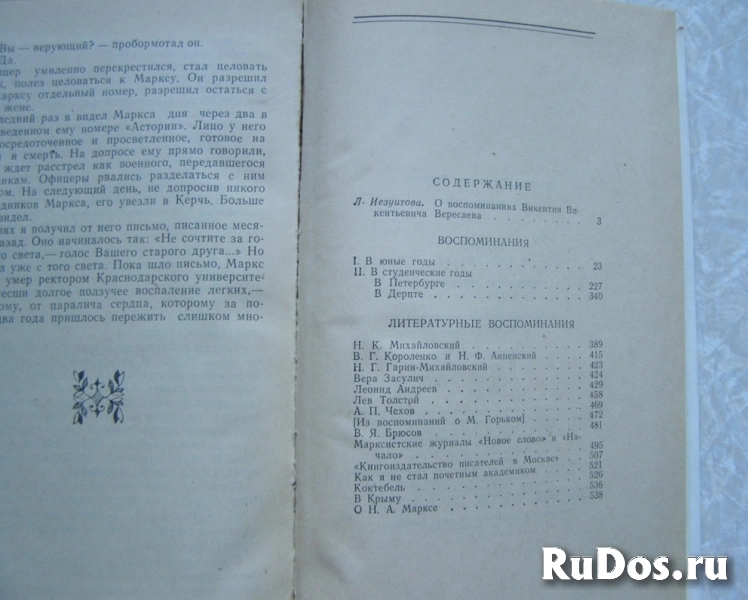 Вы — верующий? — пробормотал он.
Да.
умиленно перекрестился, стал целовать
полез целоваться к Марксу. Он разрешил
арксу отдельный номер, разрешил остаться с
жене.
ледний раз я видел Маркса дня через два в
веденном ему номере «Астории». Лицо у него
осредоточенное и просветленное, готовое на
и смерть. На допросе ему прямо говорили,
ждет расстрел как военного, передавшегося
икам. Офицеры рвались разделаться с ним
ом. На следующий день, не допросив никого
дников Маркса, его увезли в Керчь. Больше
видел.
них я получил от него письмо, писанное меся-
азад. Оно начиналось так: «Не сочтите за го-
о света,— голос Вашего старого друга...» Но
л уже с того света. Пока шло письмо, Маркс
умер ректором Краснодарского университе-
несши долгое ползучее воспаление легких,—
ому, от паралича сердца, которому за по-
два года пришлось пережить слишком мно-
СОДЕРЖАНИЕ
Л. Иезуитова. О воспоминаниях Викентия Ви-
кентьевича Вересаева 3
ВОСПОМИНАНИЯ
I. В юные годы 23
II. В студенческие годы
В Петербурге 227
В Дерпте 340
ЛИТЕРАТУРНЫЕ ВОСПОМИНАНИЯ
Н. К. Михайловский 389
В. Г. Короленко и Н. Ф. Анненский 415
Н. Г. Гарин-Михайловский 423
Вера Засулич 424
Леонид Андреев 429
Лев Толстой 458
А. П. Чехов 469
[Из воспоминаний о М. Горьком] 472
В. Я. Брюсов 481
Марксистские журналы «Новое слово» и «На-
чало» 495
«Книгоиздательство писателей в Москве» 507
Как я не стал почетным академиком 521
Коктебель 526
В Крыму 536
О Н. А. Марксе 538
RuDos.ru